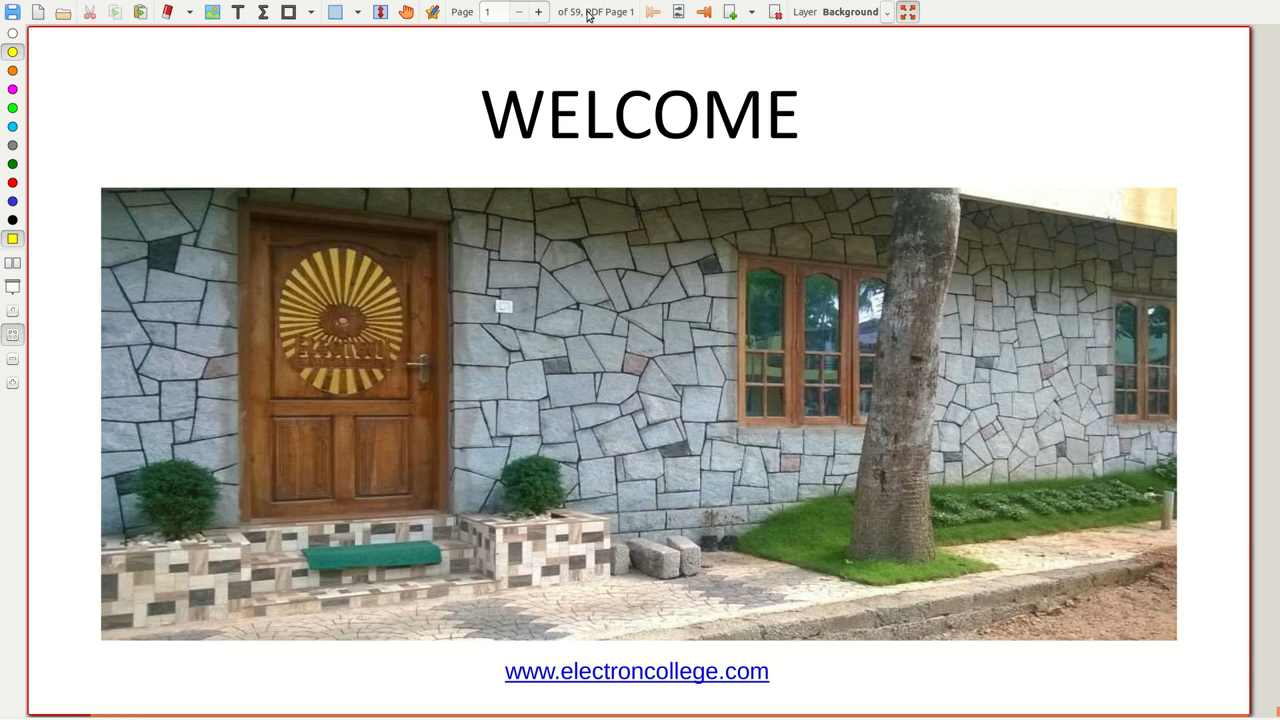 Page 1 of 59, PDF Page 1 Layer Background
WELCOME
www.electroncollege.com